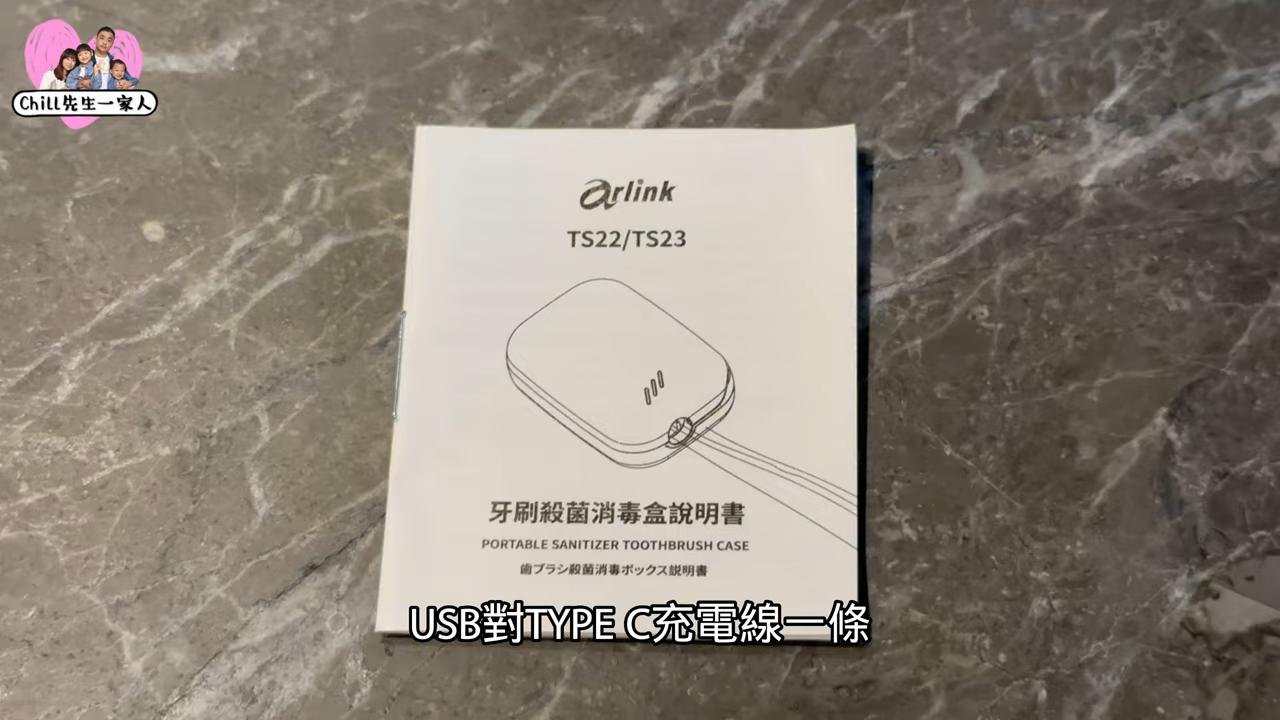 Chill先生一家人
arlink
TS22/TS23
牙刷殺菌消毒盒說明書
PORTABLE SANITIZER TOOTHBRUSH CASE
歯ブラシ殺菌消毒ボックス説明書
USB對TYPE C充電線一條